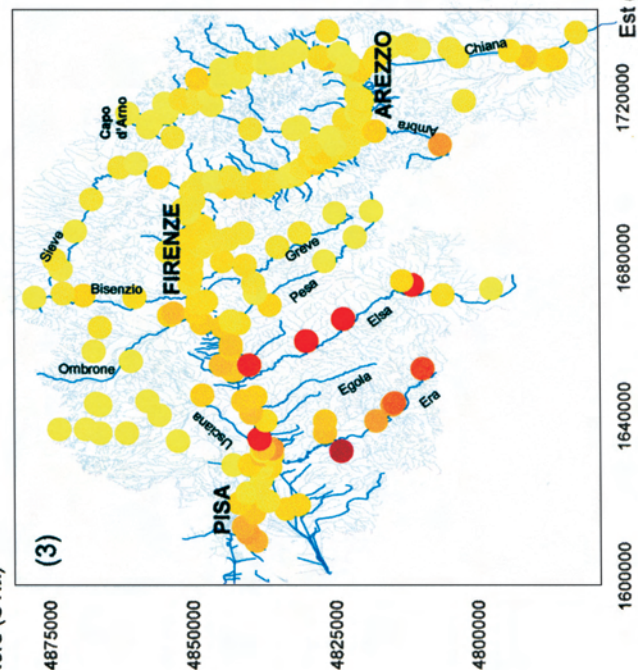 (3)
4875000
4850000
4825000
4800000
1600000
1640000
1680000
1720000
Est (
Capo
d'Arno
Sieve
Bisenzio
Ombrone
FIRENZE
Greve
Pesa
Elsa
Egola
Era
Usciana
PISA
AREZZO
Ambra
Chiana